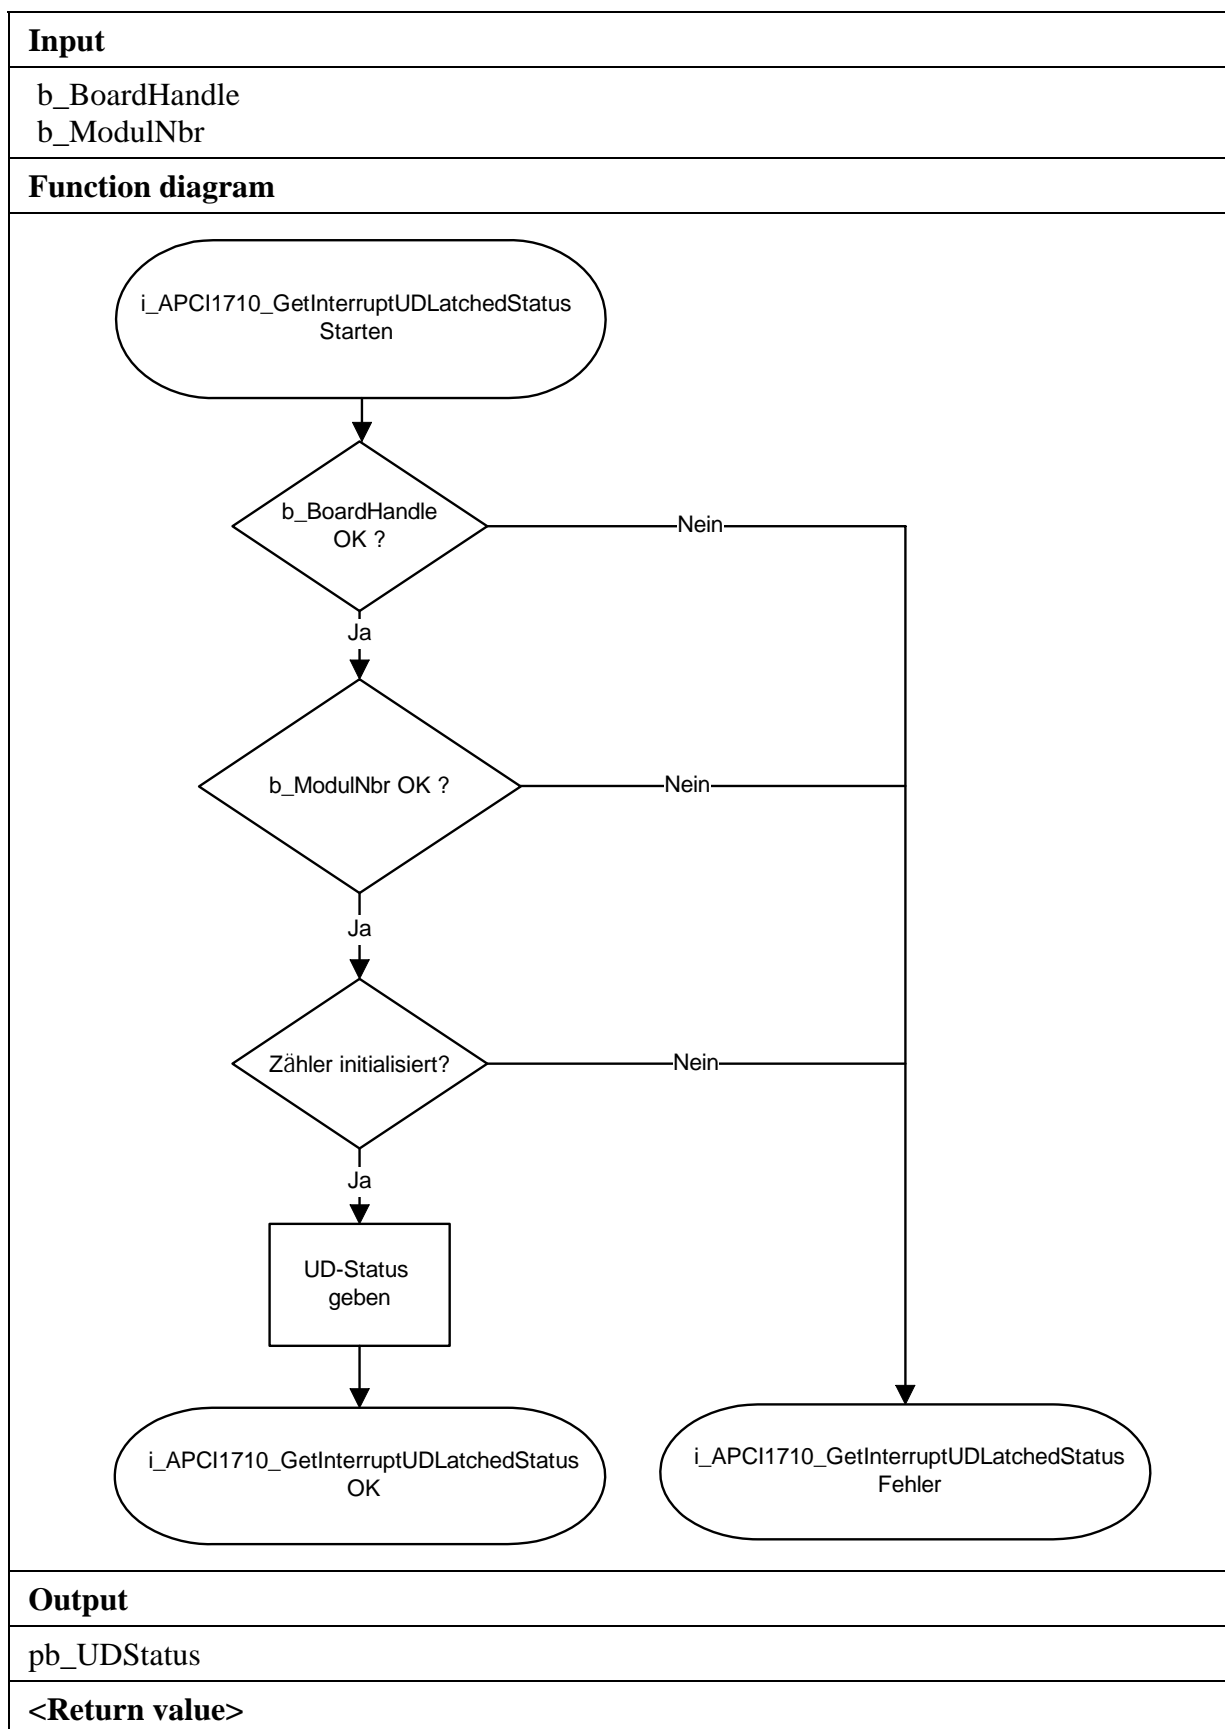 Input
b_BoardHandle
b_ModulNbr
Function diagram
i_APCI1710_GetInterruptUDLatchedStatus
Starten
b_BoardHandle
OK ?
Nein
Ja
b_ModulNbr OK ?
Nein
Ja
Zähler initialisiert?
Nein
Ja
UD-Status
geben
i_APCI1710_GetInterruptUDLatchedStatus
OK
i_APCI1710_GetInterruptUDLatchedStatus
Fehler
Output
pb_UDStatus
<Return value>